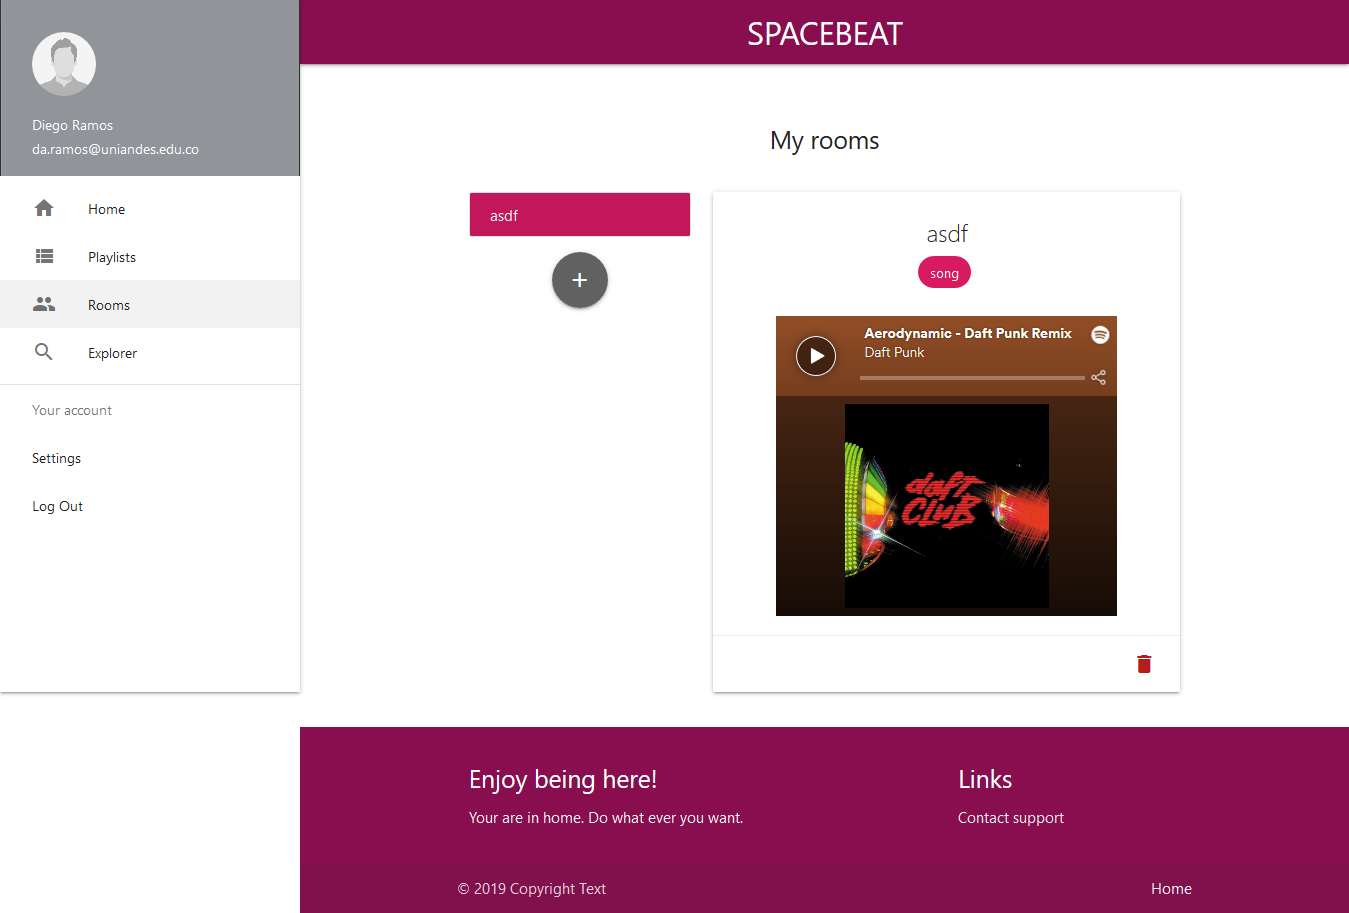 SPACEBEAT
Diego Ramos
da.ramos@uniandes.edu.co
Home
Playlists
Rooms
Explorer
Your account
Settings
Log Out
My rooms
asdf
asdf
song
Aerodynamic - Daft Punk Remix
Daft Punk
daft
CluB
Enjoy being here!
Your are in home. Do what ever you want.
Links
Contact support
© 2019 Copyright Text
Home